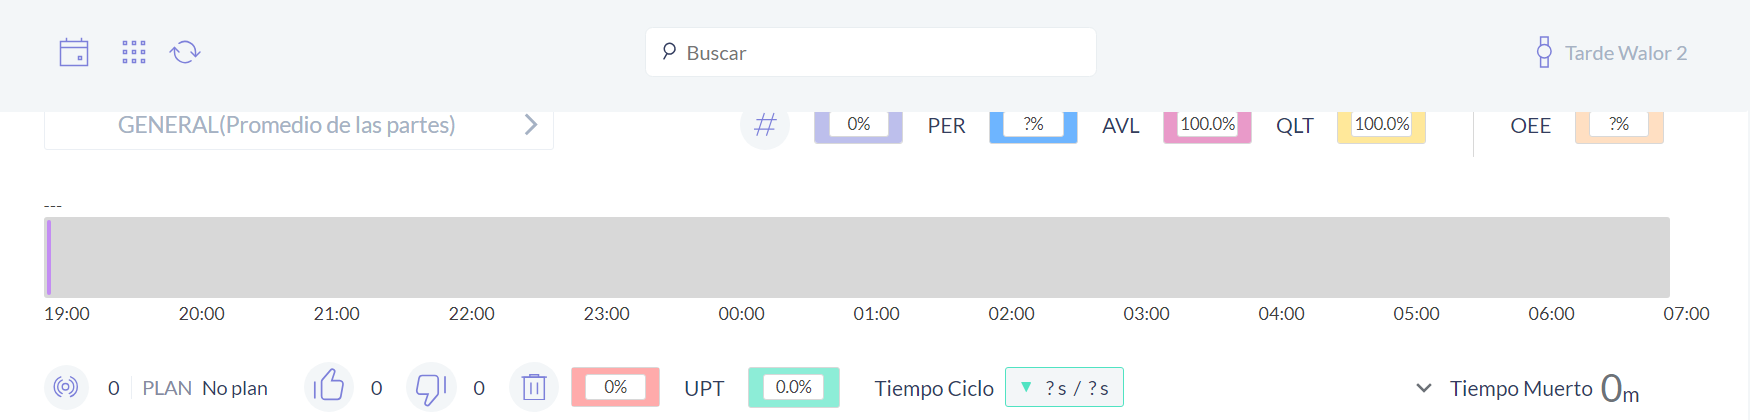 Buscar
Tarde Walor 2
GENERAL(Promedio de las partes)
# 0% PER ?% AVL 100.0% QLT 100.0% OEE ?%
---
19:00 20:00 21:00 22:00 23:00 00:00 01:00 02:00 03:00 04:00 05:00 06:00 07:00
0 PLAN No plan 0 0 0% UPT 0.0% Tiempo Ciclo ▼ ?s / ?s Tiempo Muerto 0m